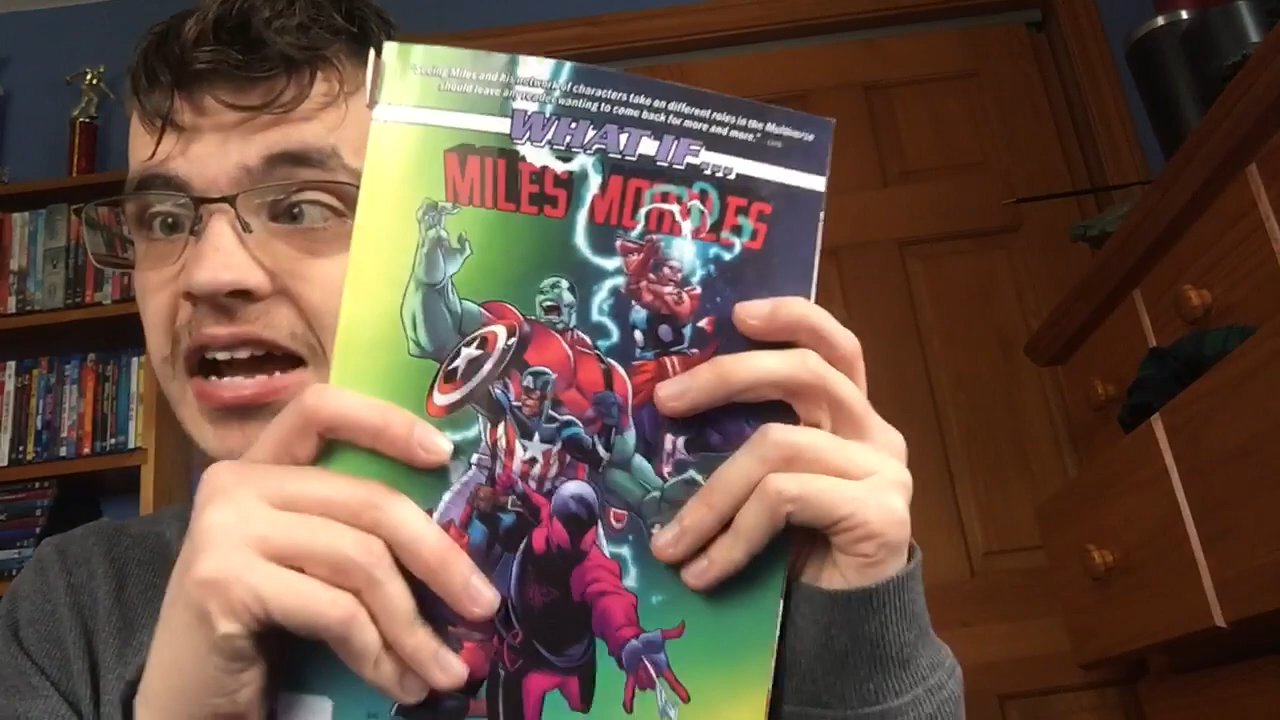 "Seeing Miles and his network of characters take on different roles in the Multiverse
should leave any reader wanting to come back for more and more."
WHAT IF...
MILES MORALES